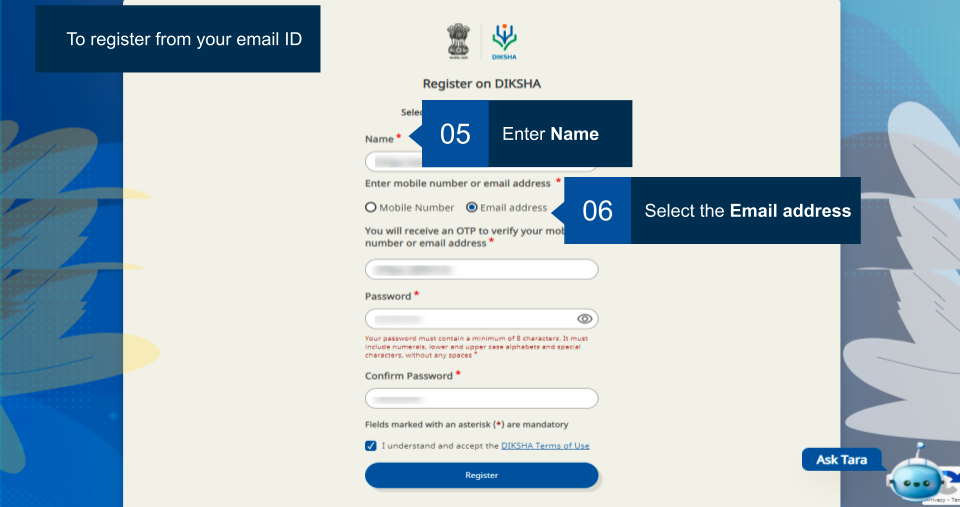 To register from your email ID
DIKSHA
Register on DIKSHA
05
Enter Name
Name *
Enter mobile number or email address *
Mobile Number
Email address
06
Select the Email address
You will receive an OTP to verify your
number or email address *
Password *
Your password must contain a minimum of 8 characters. It must
include numerals, lower and upper case alphabets and special
characters, without any spaces *
Confirm Password *
Fields marked with an asterisk (*) are mandatory
I understand and accept the DIKSHA Terms of Use
Register
Ask Tara